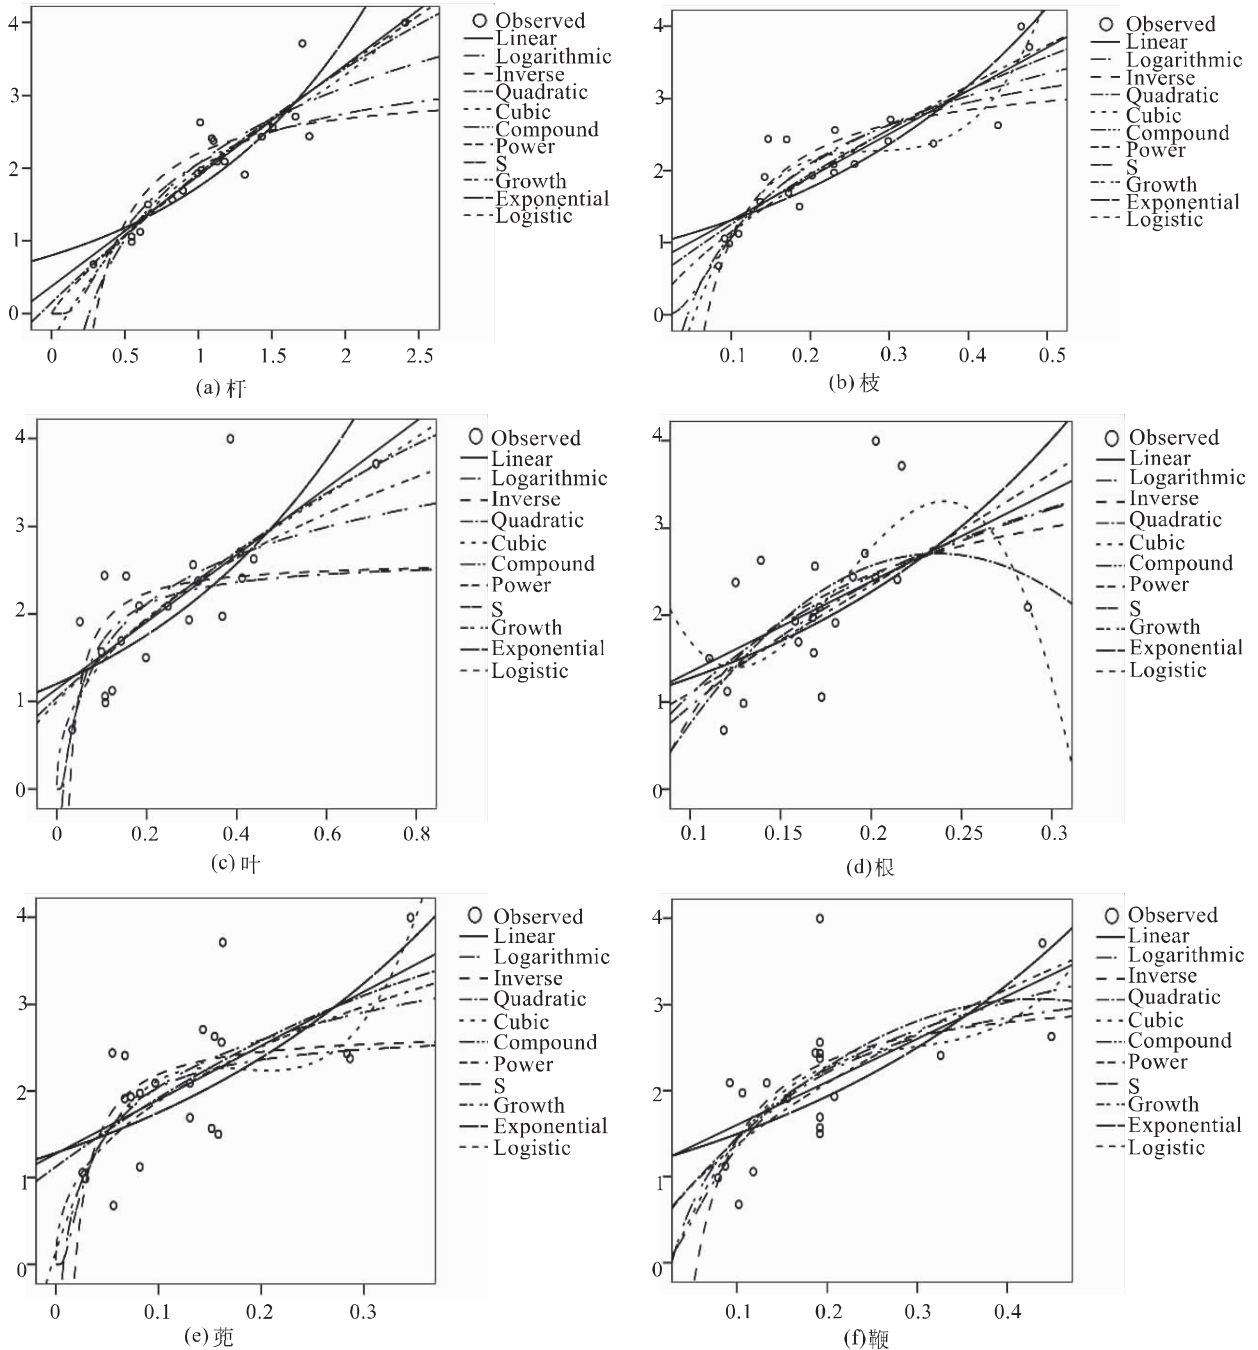 4
3
2
1
0
0 0.5 1 1.5 2 2.5
(a) 杆
Observed
Linear
Logarithmic
Inverse
Quadratic
Cubic
Compound
Power
S
Growth
Exponential
Logistic
4
3
2
1
0
0.1 0.2 0.3 0.4 0.5
(b) 枝
Observed
Linear
Logarithmic
Inverse
Quadratic
Cubic
Compound
Power
S
Growth
Exponential
Logistic
4
3
2
1
0
0 0.2 0.4 0.6 0.8
(c) 叶
Observed
Linear
Logarithmic
Inverse
Quadratic
Cubic
Compound
Power
S
Growth
Exponential
Logistic
4
3
2
1
0
0.1 0.15 0.2 0.25 0.3
(d) 根
Observed
Linear
Logarithmic
Inverse
Quadratic
Cubic
Compound
Power
S
Growth
Exponential
Logistic
4
3
2
1
0
0 0.1 0.2 0.3
(e) 蔸
Observed
Linear
Logarithmic
Inverse
Quadratic
Cubic
Compound
Power
S
Growth
Exponential
Logistic
4
3
2
1
0
0.1 0.2 0.3 0.4
(f) 鞭
Observed
Linear
Logarithmic
Inverse
Quadratic
Cubic
Compound
Power
S
Growth
Exponential
Logistic